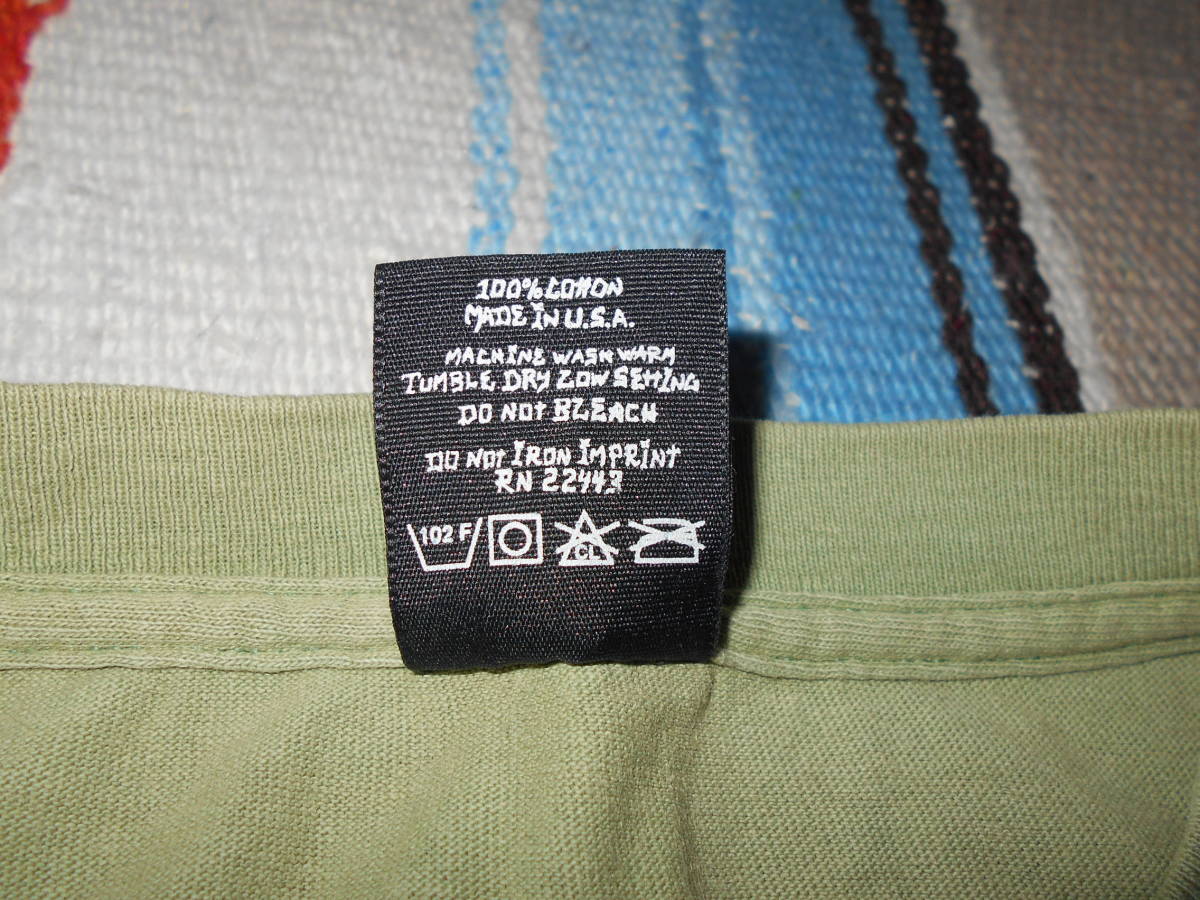 100% COTTON
MADE IN U.S.A.
MACHINE WASH WARM
TUMBLE DRY LOW SETTING
DO NOT BLEACH
DO NOT IRON IMPRINT
RN 22443
102 F
CL